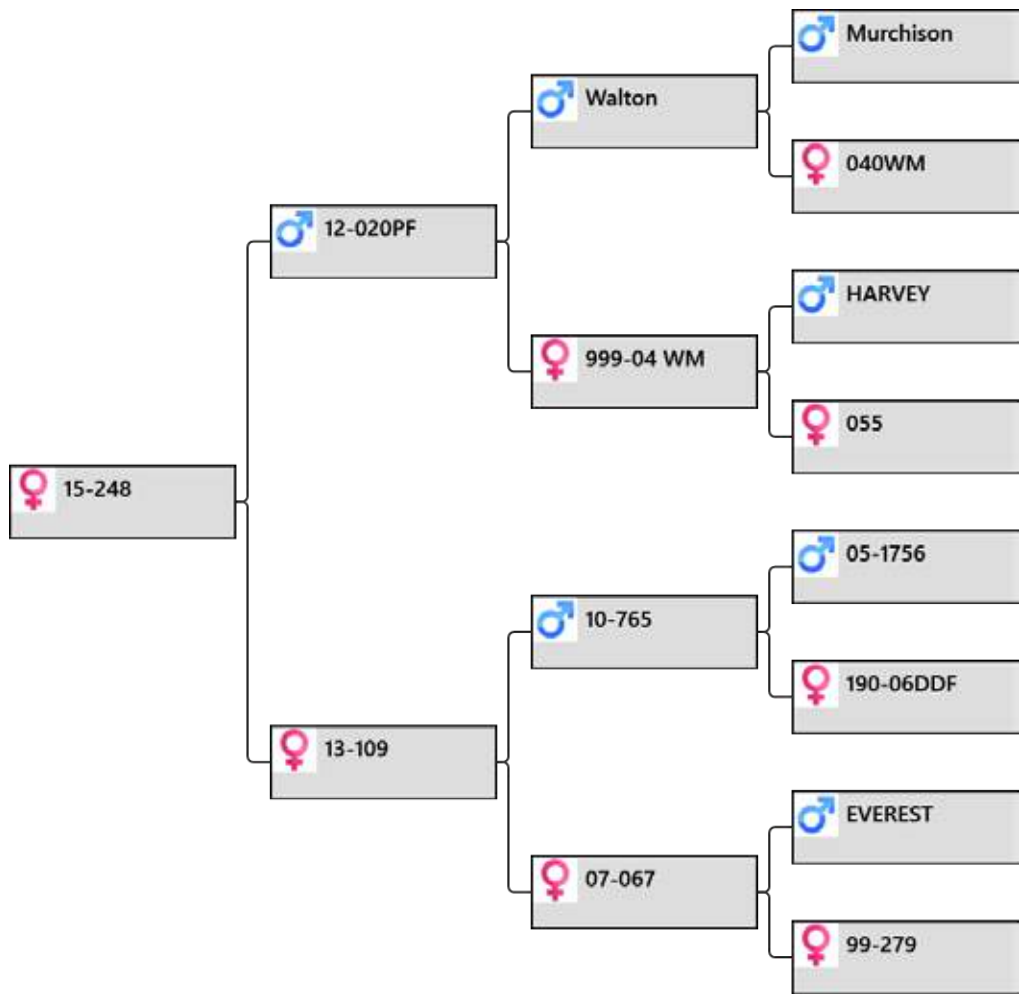 Murchison
Walton
040WM
12-020PF
HARVEY
999-04 WM
055
15-248
05-1756
10-765
190-06DDF
13-109
EVEREST
07-067
99-279